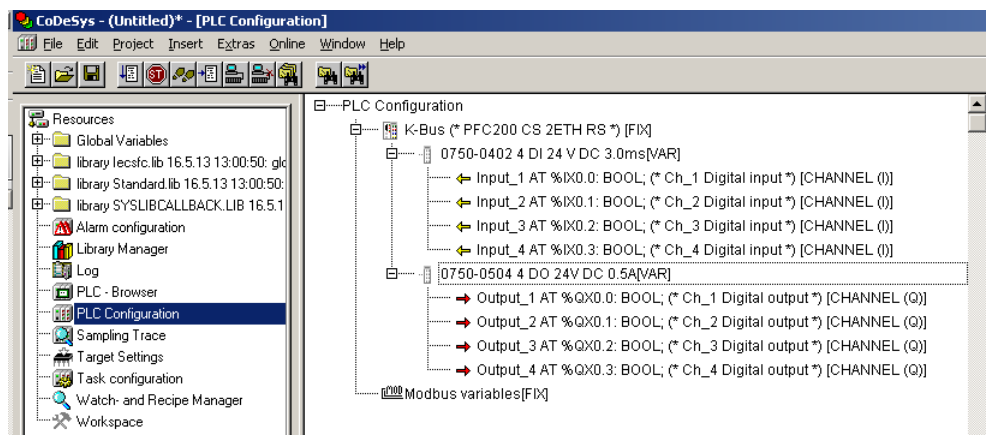 CoDeSys - (Untitled)* - [PLC Configuration]
File Edit Project Insert Extras Online Window Help
Resources
Global Variables
library Iecsfc.lib 16.5.13 13:00:50: glo
library Standard.lib 16.5.13 13:00:50:
library SYSLIBCALLBACK.LIB 16.5.1
Alarm configuration
Library Manager
Log
PLC - Browser
PLC Configuration
Sampling Trace
Target Settings
Task configuration
Watch- and Recipe Manager
Workspace
PLC Configuration
K-Bus (* PFC200 CS 2ETH RS *) [FIX]
0750-0402 4 DI 24 V DC 3.0ms[VAR]
Input_1 AT %IX0.0: BOOL; (* Ch_1 Digital input *) [CHANNEL (I)]
Input_2 AT %IX0.1: BOOL; (* Ch_2 Digital input *) [CHANNEL (I)]
Input_3 AT %IX0.2: BOOL; (* Ch_3 Digital input *) [CHANNEL (I)]
Input_4 AT %IX0.3: BOOL; (* Ch_4 Digital input *) [CHANNEL (I)]
0750-0504 4 DO 24V DC 0.5A[VAR]
Output_1 AT %QX0.0: BOOL; (* Ch_1 Digital output *) [CHANNEL (Q)]
Output_2 AT %QX0.1: BOOL; (* Ch_2 Digital output *) [CHANNEL (Q)]
Output_3 AT %QX0.2: BOOL; (* Ch_3 Digital output *) [CHANNEL (Q)]
Output_4 AT %QX0.3: BOOL; (* Ch_4 Digital output *) [CHANNEL (Q)]
Modbus variables[FIX]